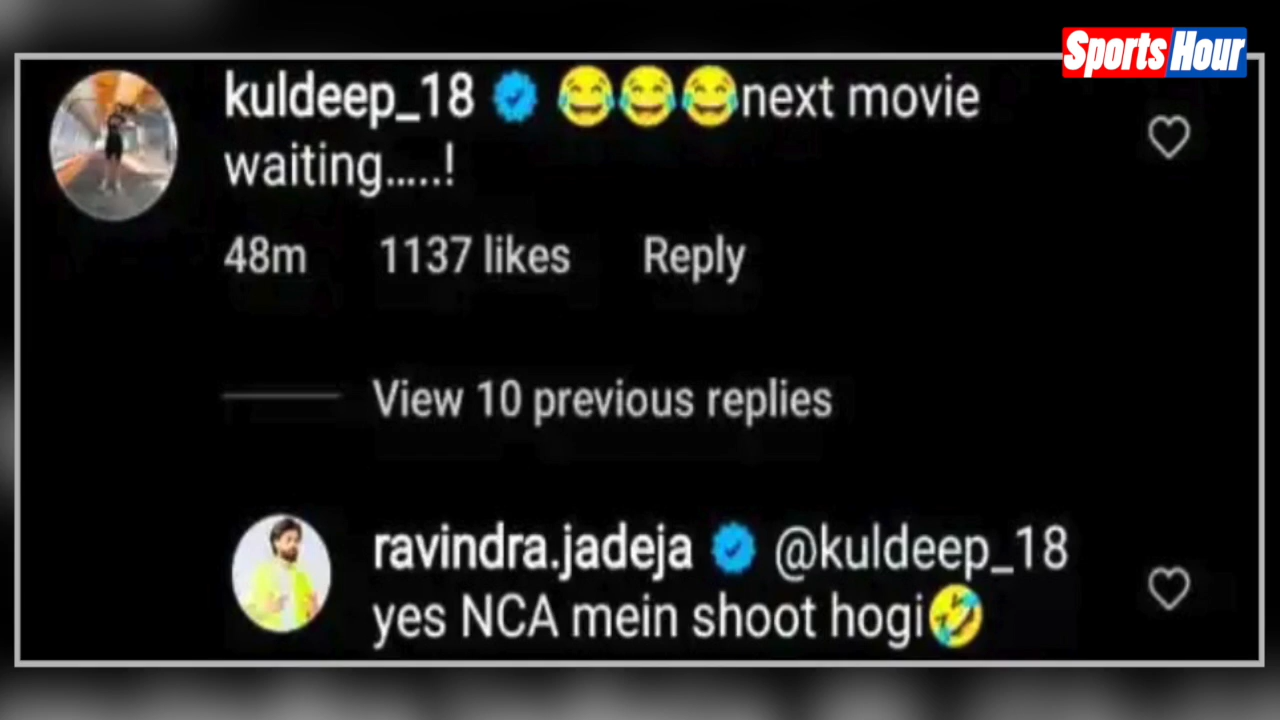 Sports Hour
kuldeep_18 😂😂😂next movie
waiting.....!
48m 1137 likes Reply
View 10 previous replies
ravindra.jadeja @kuldeep_18
yes NCA mein shoot hogi🤣